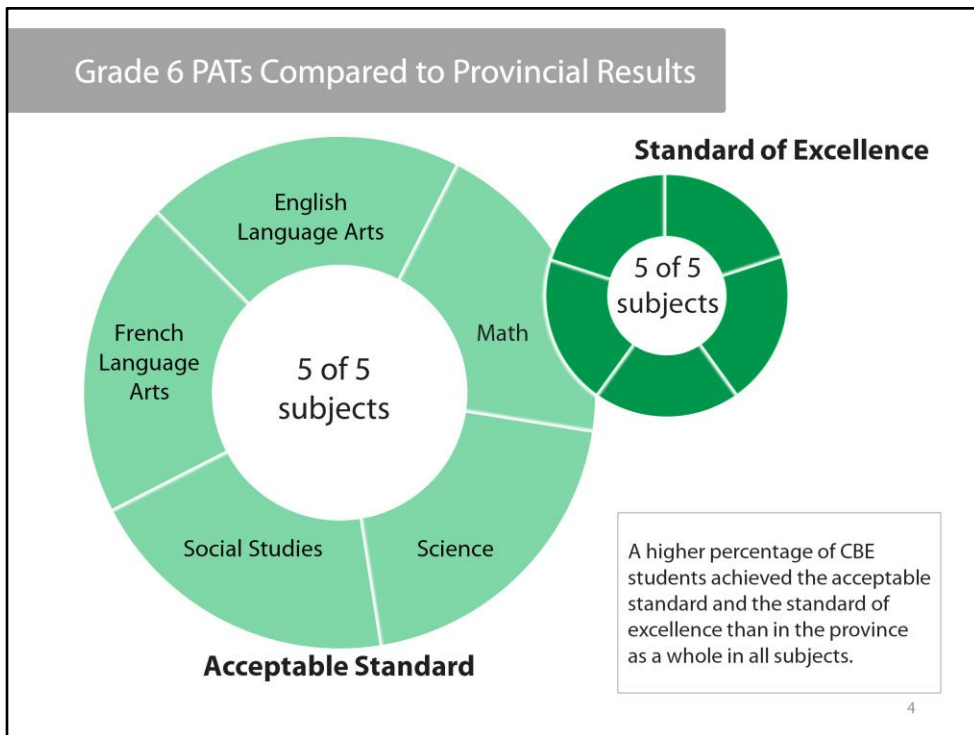 Grade 6 PATs Compared to Provincial Results
Standard of Excellence
English
Language Arts
5 of 5
subjects
French
Language
Arts
Math
5 of 5
subjects
Social Studies
Science
Acceptable Standard
A higher percentage of CBE
students achieved the acceptable
standard and the standard of
excellence than in the province
as a whole in all subjects.
4